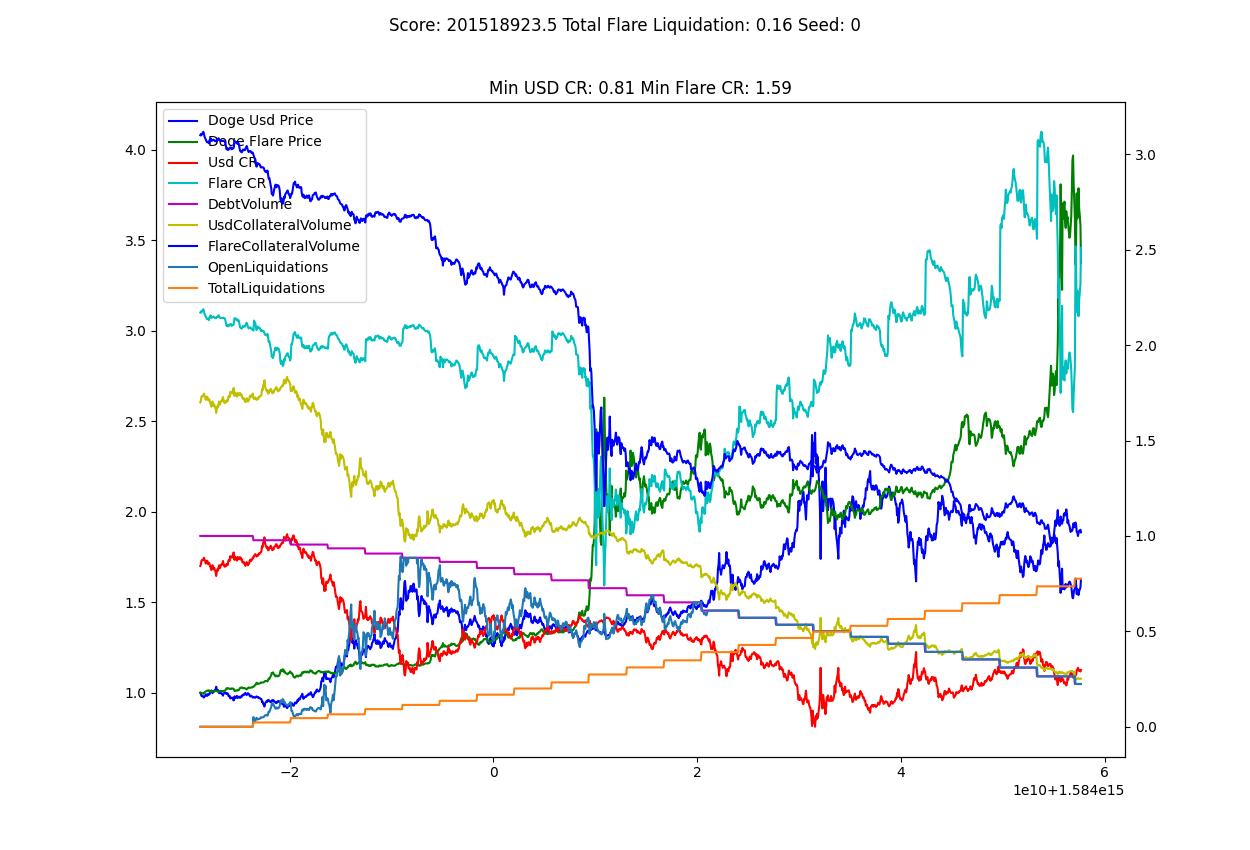 Score: 201518923.5 Total Flare Liquidation: 0.16 Seed: 0
Min USD CR: 0.81 Min Flare CR: 1.59
Doge Usd Price
Doge Flare Price
Usd CR
Flare CR
DebtVolume
UsdCollateralVolume
FlareCollateralVolume
OpenLiquidations
TotalLiquidations
4.0
3.5
3.0
2.5
2.0
1.5
1.0
3.0
2.5
2.0
1.5
1.0
0.5
0.0
−2 0 2 4 6
1e10+1.584e15